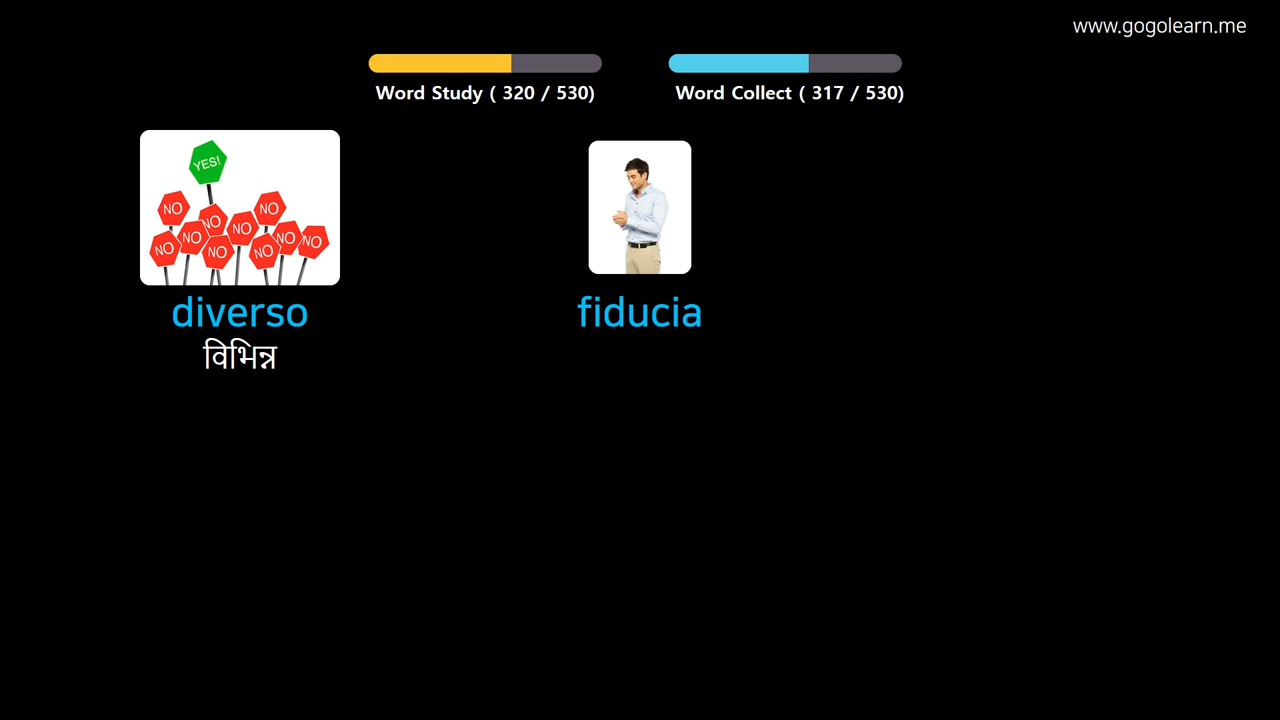 www.gogolearn.me
Word Study ( 320 / 530)
Word Collect ( 317 / 530)
YES!
NO
NO
NO
NO
NO
NO
NO
NO
NO
NO
diverso
विभिन्न
fiducia